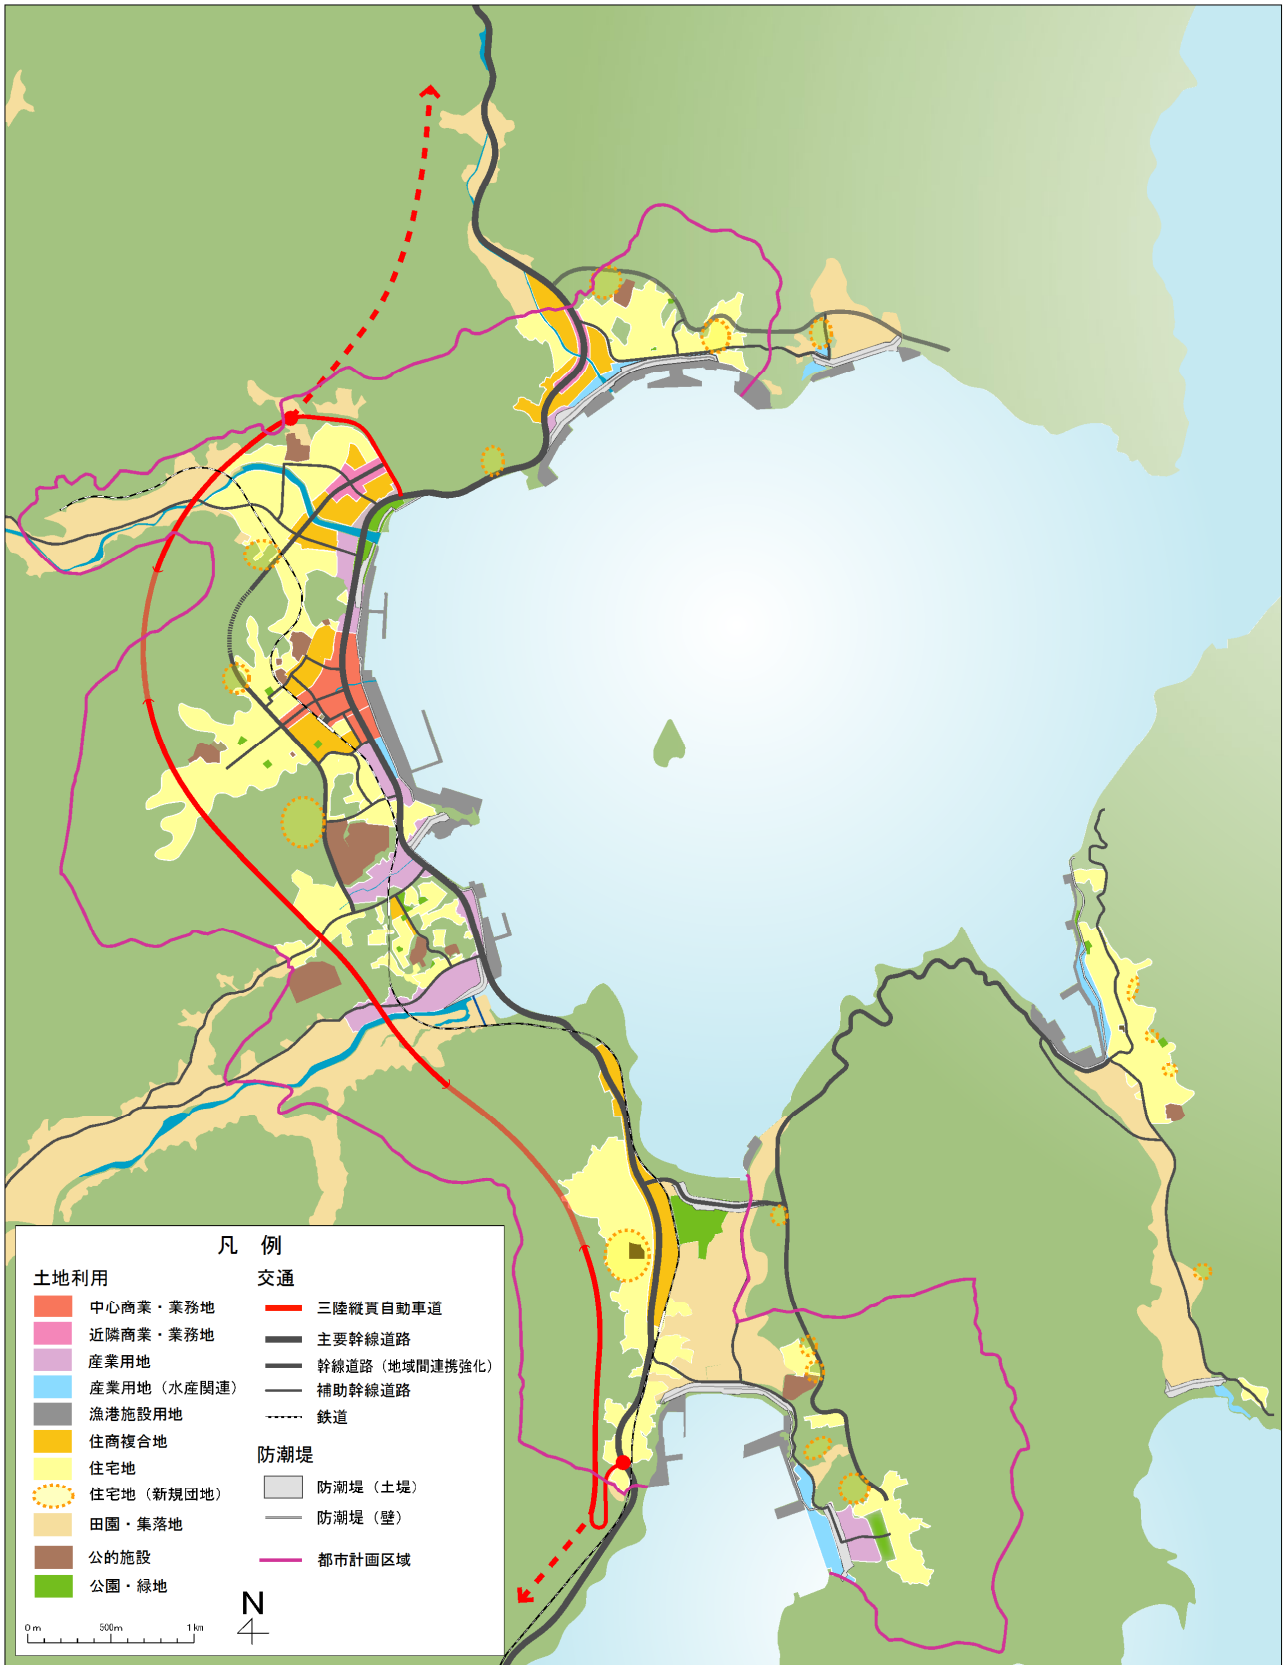 凡 例
土地利用
中心商業・業務地
近隣商業・業務地
産業用地
産業用地（水産関連）
漁港施設用地
住商複合地
住宅地
住宅地（新規団地）
田園・集落地
公的施設
公園・緑地
交通
三陸縦貫自動車道
主要幹線道路
幹線道路（地域間連携強化）
補助幹線道路
鉄道
防潮堤
防潮堤（土堤）
防潮堤（壁）
都市計画区域
N
0 m 500m 1 km